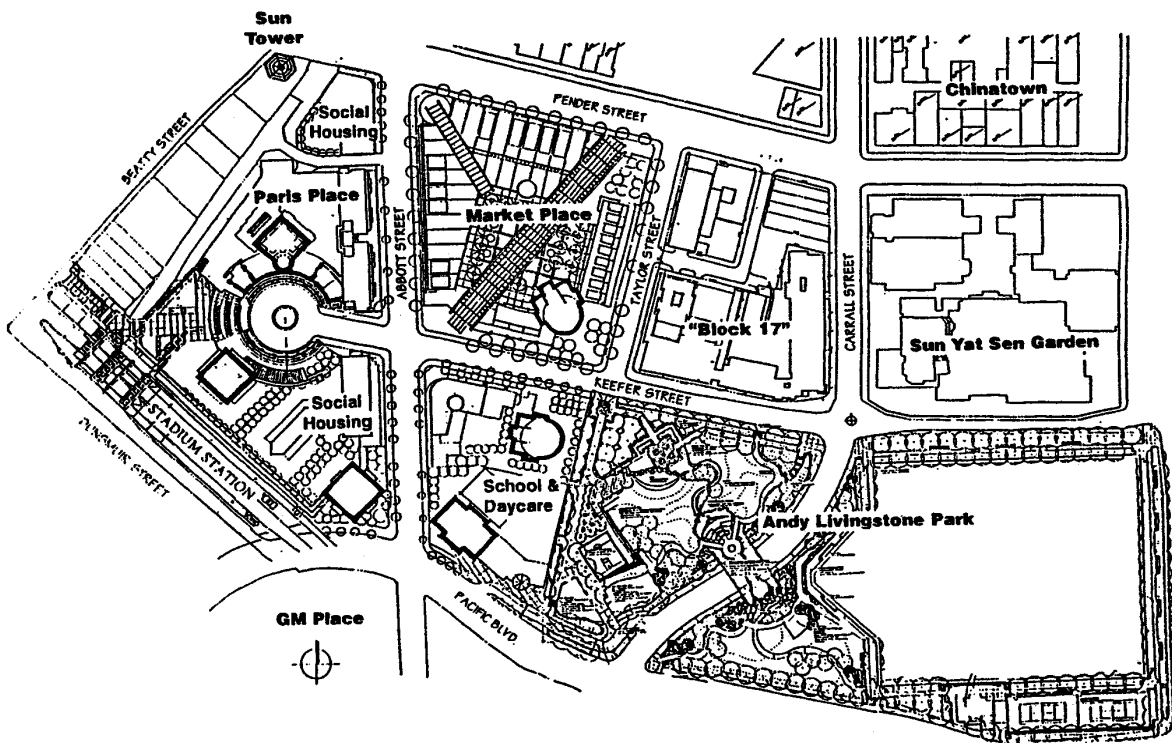 Sun
Tower
PENDER STREET
Chinatown
Social
Housing
BEATTY STREET
Paris Place
Market Place
ABBOTT STREET
TAYLOR STREET
"Block 17"
CARRALL STREET
Sun Yat Sen Garden
KEEFER STREET
Social
Housing
STADIUM STATION
DUNSMUIR STREET
School &
Daycare
Andy Livingstone Park
GM Place
PACIFIC BLVD.